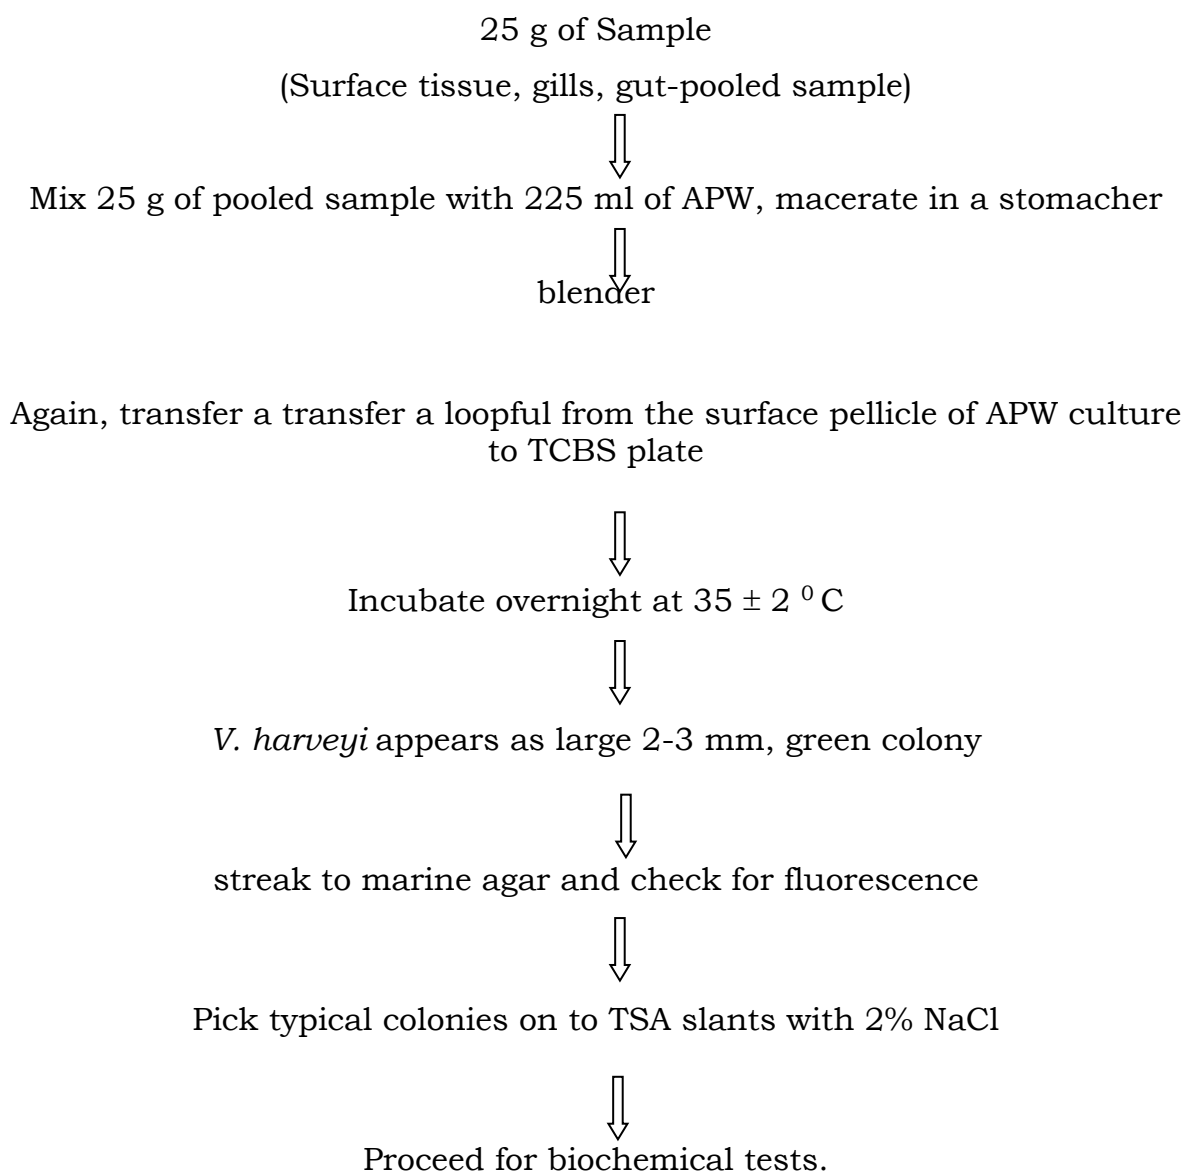 25 g of Sample
(Surface tissue, gills, gut-pooled sample)
Mix 25 g of pooled sample with 225 ml of APW, macerate in a stomacher
blender
Again, transfer a transfer a loopful from the surface pellicle of APW culture
to TCBS plate
Incubate overnight at 35 ± 2 ⁰ C
V. harveyi appears as large 2-3 mm, green colony
streak to marine agar and check for fluorescence
Pick typical colonies on to TSA slants with 2% NaCl
Proceed for biochemical tests.